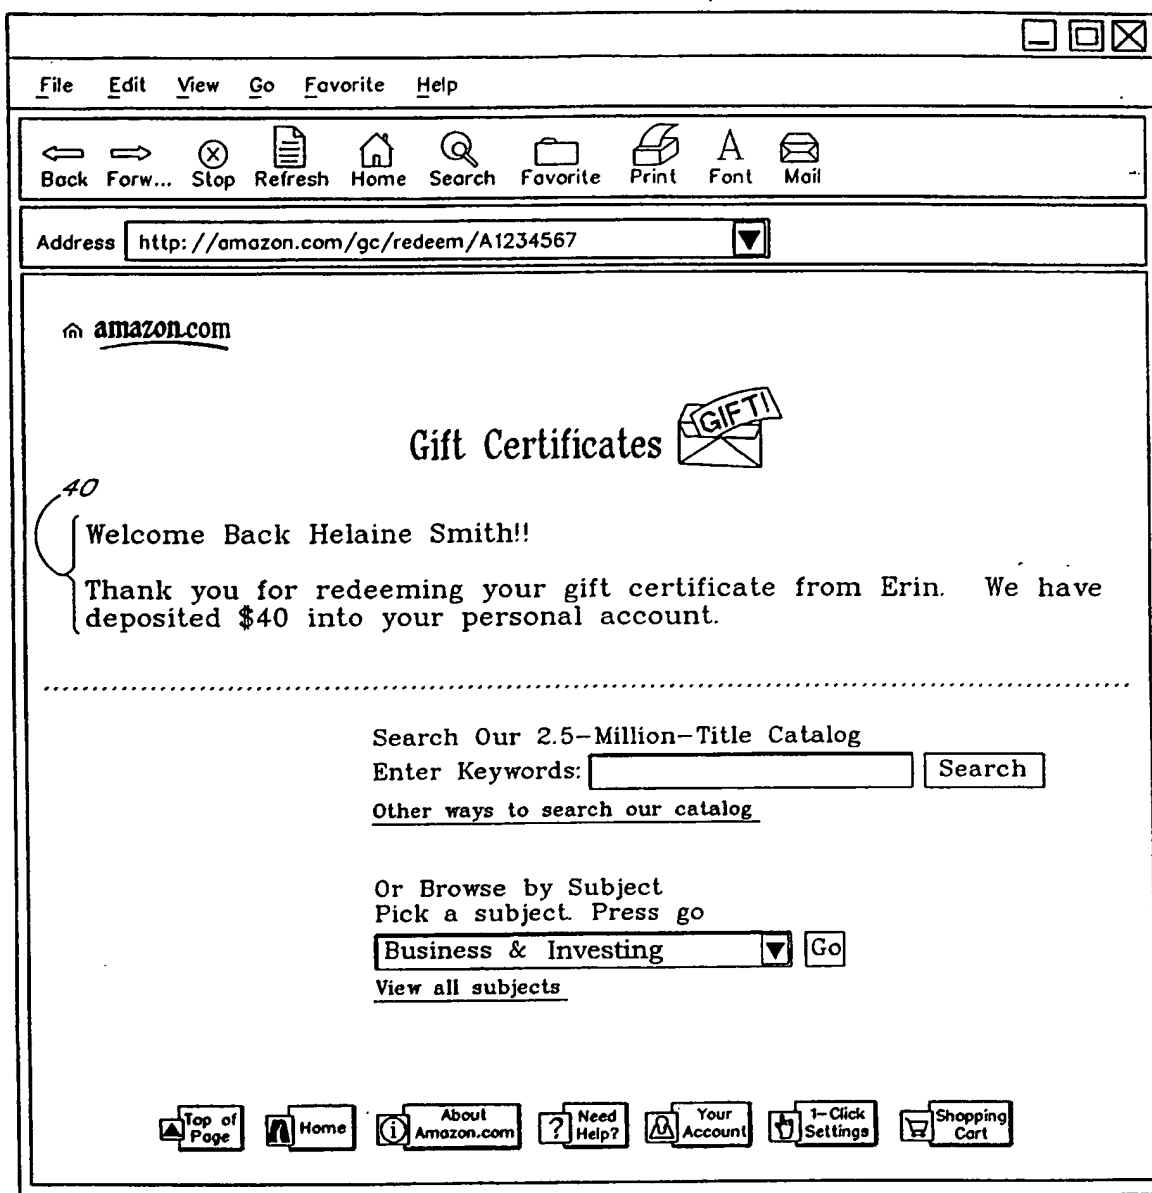 File Edit View Go Favorite Help
Back Forw... Stop Refresh Home Search Favorite Print Font Mail
Address http://amazon.com/gc/redeem/A1234567
amazon.com
Gift Certificates GIFT!
40
Welcome Back Helaine Smith!!
Thank you for redeeming your gift certificate from Erin. We have
deposited $40 into your personal account.
Search Our 2.5-Million-Title Catalog
Enter Keywords: Search
Other ways to search our catalog
Or Browse by Subject
Pick a subject. Press go
Business & Investing Go
View all subjects
Top of Page Home About Amazon.com Need Help? Your Account 1-Click Settings Shopping Cart